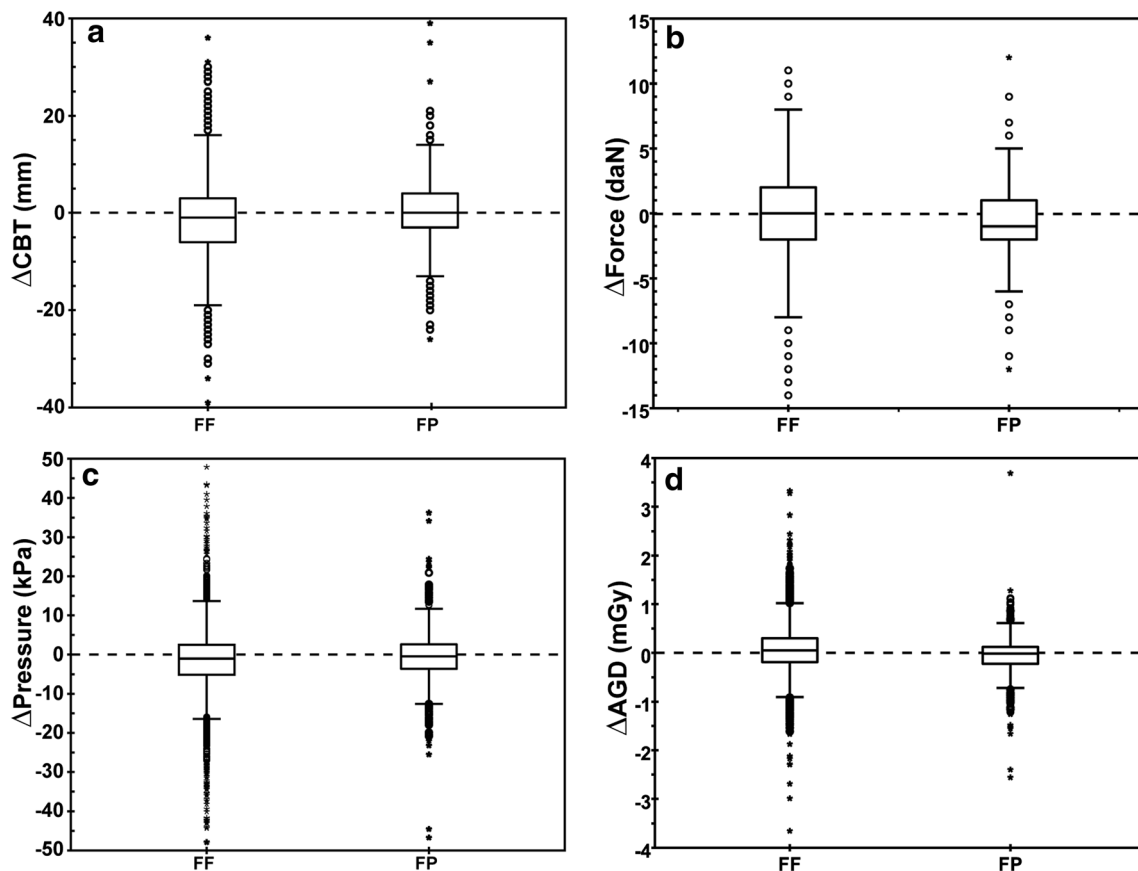 a
ΔCBT (mm)
40
20
0
-20
-40
FF
FP
b
ΔForce (daN)
15
10
5
0
-5
-10
-15
FF
FP
c
ΔPressure (kPa)
50
40
30
20
10
0
-10
-20
-30
-40
-50
FF
FP
d
ΔAGD (mGy)
4
3
2
1
0
-1
-2
-3
-4
FF
FP